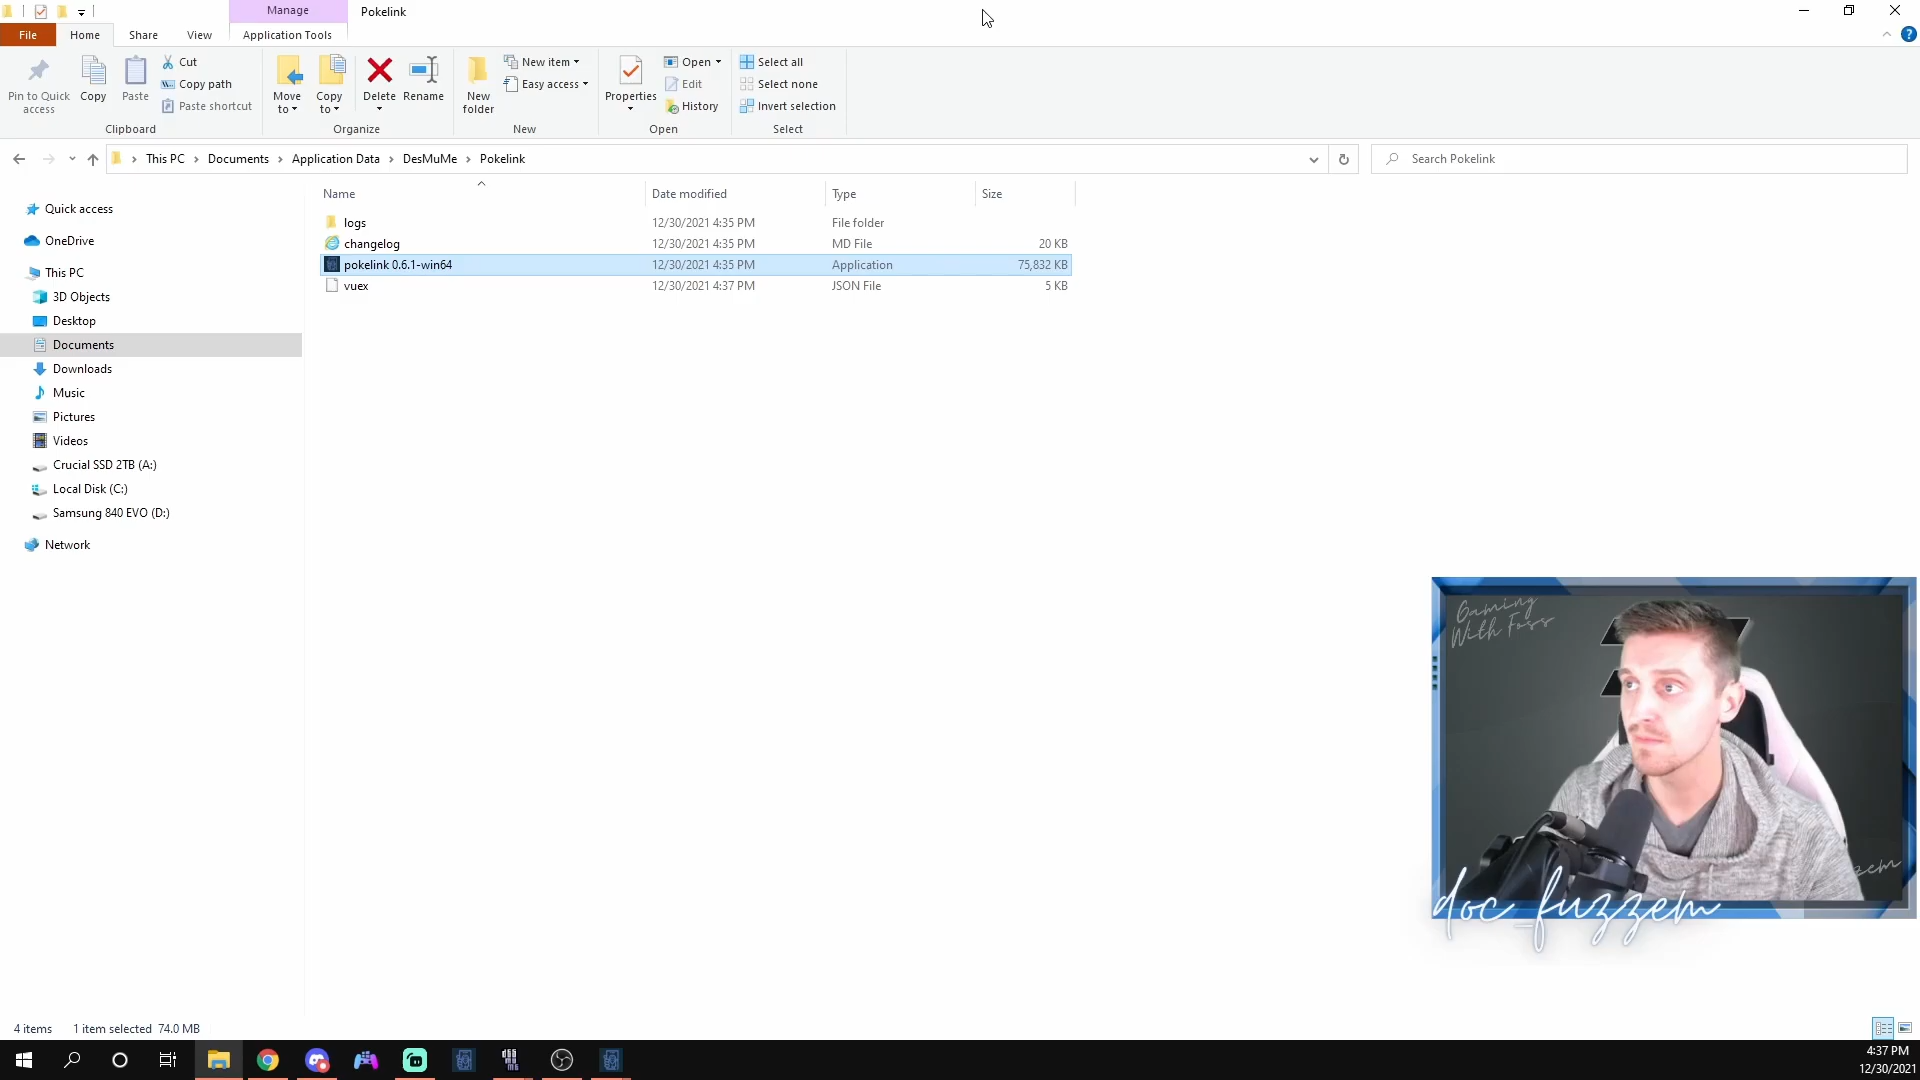 Manage
Pokelink
File
Home
Share
View
Application Tools
Pin to Quick access
Copy
Paste
Cut
Copy path
Paste shortcut
Clipboard
Move to
Copy to
Delete
Rename
Organize
New folder
New item
Easy access
New
Properties
Open
Edit
History
Open
Select all
Select none
Invert selection
Select
This PC > Documents > Application Data > DesMuMe > Pokelink
Search Pokelink
Name Date modified Type Size
logs 12/30/2021 4:35 PM File folder
changelog 12/30/2021 4:35 PM MD File 20 KB
pokelink 0.6.1-win64 12/30/2021 4:35 PM Application 75,832 KB
vuex 12/30/2021 4:37 PM JSON File 5 KB
Quick access
OneDrive
This PC
3D Objects
Desktop
Documents
Downloads
Music
Pictures
Videos
Crucial SSD 2TB (A:)
Local Disk (C:)
Samsung 840 EVO (D:)
Network
Gaming
With Foss
doc_fuzzem
4 items 1 item selected 74.0 MB
4:37 PM
12/30/2021